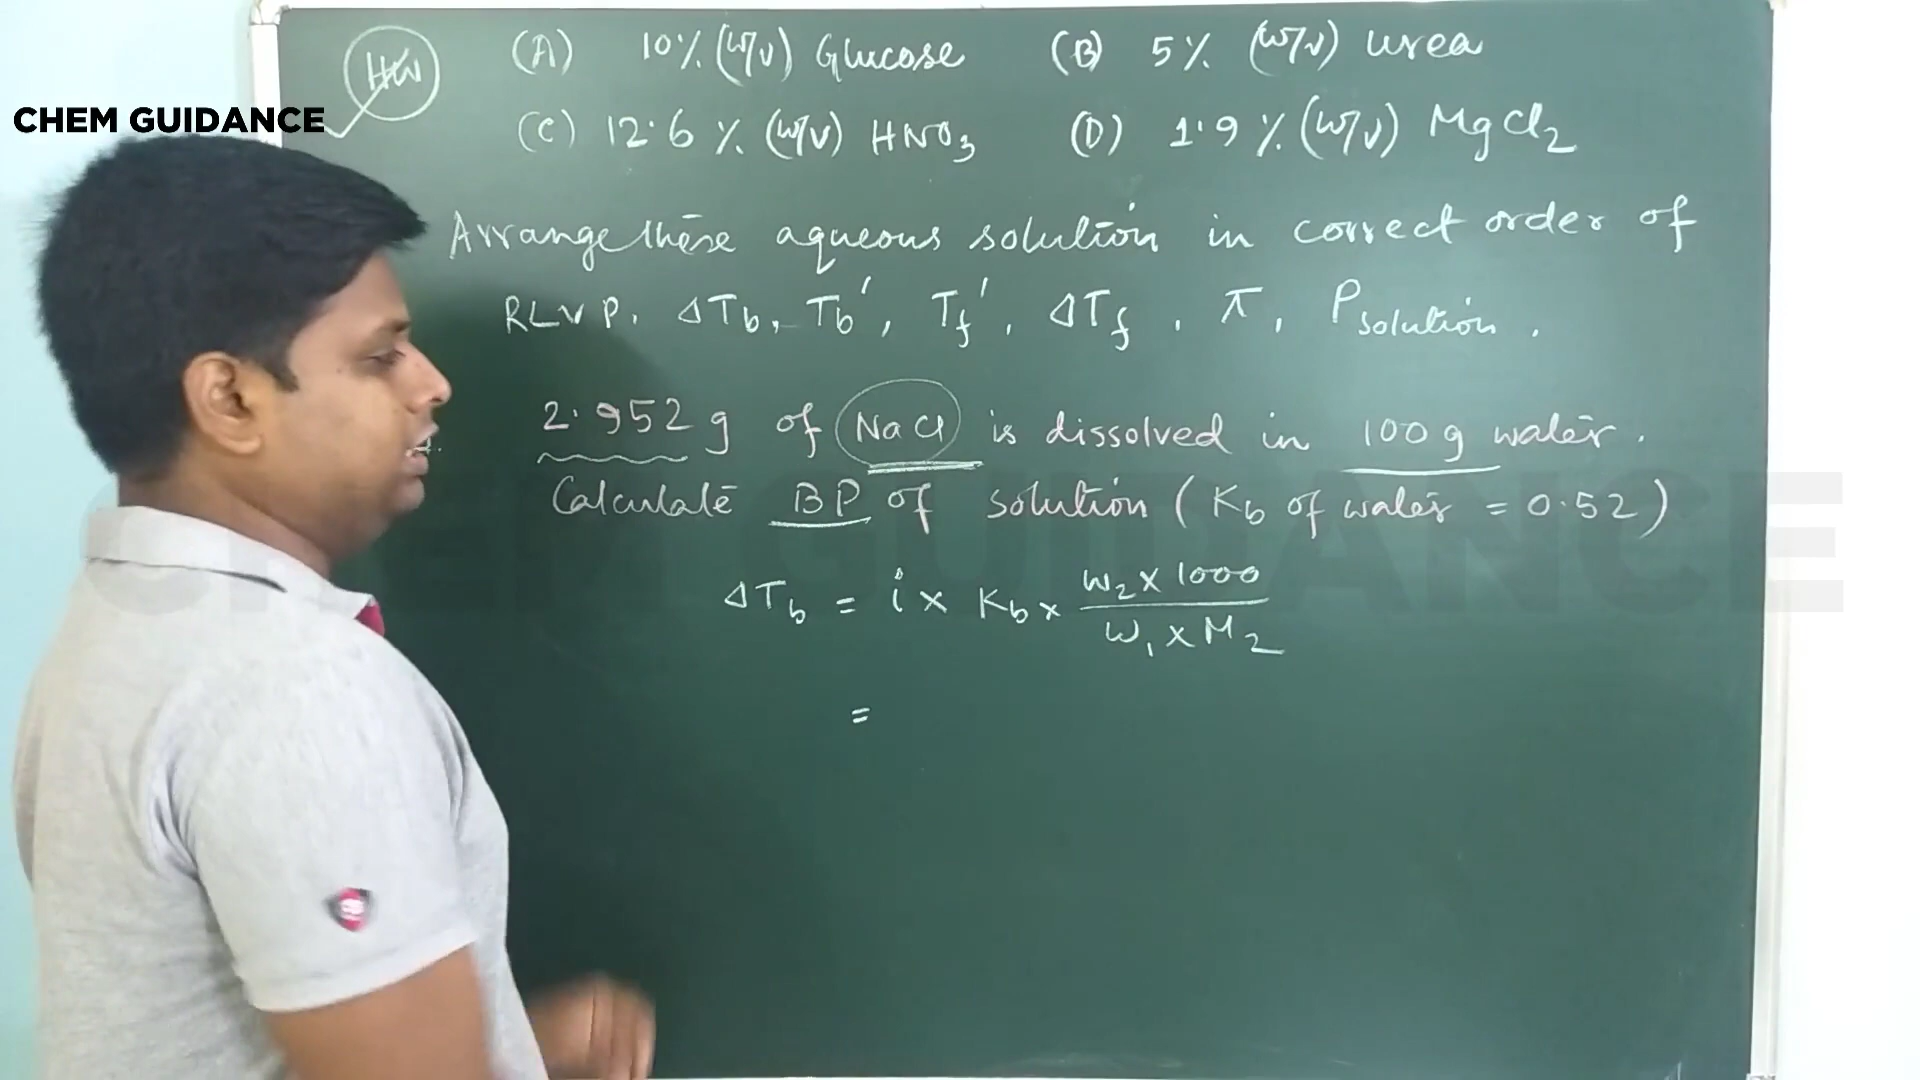 HW (A) 10% (W/V) Glucose (B) 5% (W/V) urea
CHEM GUIDANCE
(C) 12.6 % (W/V) HNO3 (D) 1.9 % (W/V) MgCl2
Arrange these aqueous solution in correct order of
RLVP, ΔTb, Tb', Tf', ΔTf, π, Psolution.
2.952 g of NaCl is dissolved in 100 g water.
Calculate BP of solution (Kb of water = 0.52)
CHEM GUIDANCE
ΔTb = i × Kb × w2 × 1000 / w1 × M2
=